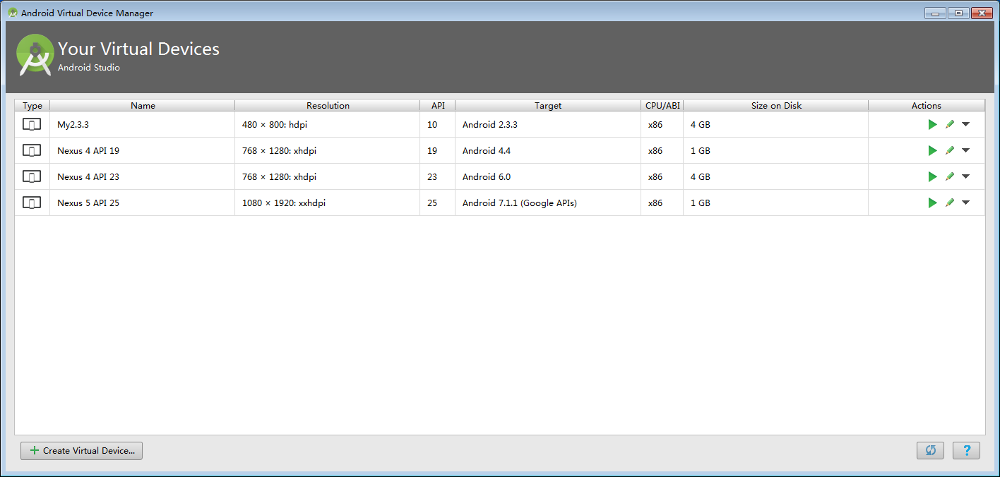 Android Virtual Device Manager
Your Virtual Devices
Android Studio
Type Name Resolution API Target CPU/ABI Size on Disk Actions
My2.3.3 480 × 800: hdpi 10 Android 2.3.3 x86 4 GB
Nexus 4 API 19 768 × 1280: xhdpi 19 Android 4.4 x86 1 GB
Nexus 4 API 23 768 × 1280: xhdpi 23 Android 6.0 x86 4 GB
Nexus 5 API 25 1080 × 1920: xxhdpi 25 Android 7.1.1 (Google APIs) x86 1 GB
+ Create Virtual Device... ?